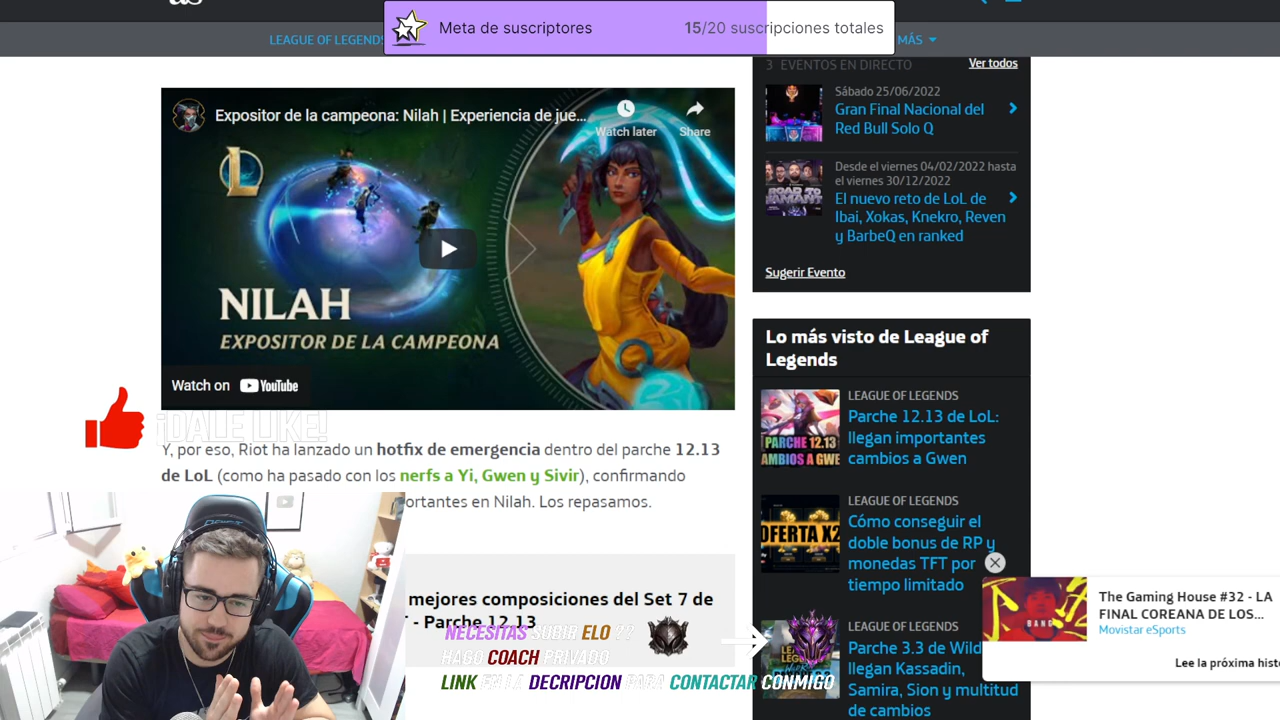 as
Meta de suscriptores
15/20 suscripciones totales
LEAGUE OF LEGENDS
MÁS
Expositor de la campeona: Nilah | Experiencia de jue...
Watch later
Share
L
NILAH
EXPOSITOR DE LA CAMPEONA
Watch on YouTube
¡DALE LIKE!
Y, por eso, Riot ha lanzado un hotfix de emergencia dentro del parche 12.13
de LoL (como ha pasado con los nerfs a Yi, Gwen y Sivir), confirmando
ortantes en Nilah. Los repasamos.
mejores composiciones del Set 7 de
- Parche 12.13
NECESITAS SUBIR ELO ??
HAGO COACH PRIVADO
LINK EN LA DECRIPCION PARA CONTACTAR CONMIGO
3 EVENTOS EN DIRECTO
Ver todos
Sábado 25/06/2022
Gran Final Nacional del
Red Bull Solo Q
Desde el viernes 04/02/2022 hasta
el viernes 30/12/2022
El nuevo reto de LoL de
Ibai, Xokas, Knekro, Reven
y BarbeQ en ranked
ROAD TO
DIAMANTE
Sugerir Evento
Lo más visto de League of
Legends
LEAGUE OF LEGENDS
Parche 12.13 de LoL:
llegan importantes
cambios a Gwen
PARCHE 12.13
AMBIOS A GWE
LEAGUE OF LEGENDS
Cómo conseguir el
doble bonus de RP y
monedas TFT por
tiempo limitado
OFERTA X2
LEAGUE OF LEGENDS
Parche 3.3 de Wild
llegan Kassadin,
Samira, Sion y multitud
de cambios
BANG
The Gaming House #32 - LA
FINAL COREANA DE LOS...
Movistar eSports
Lee la próxima histo